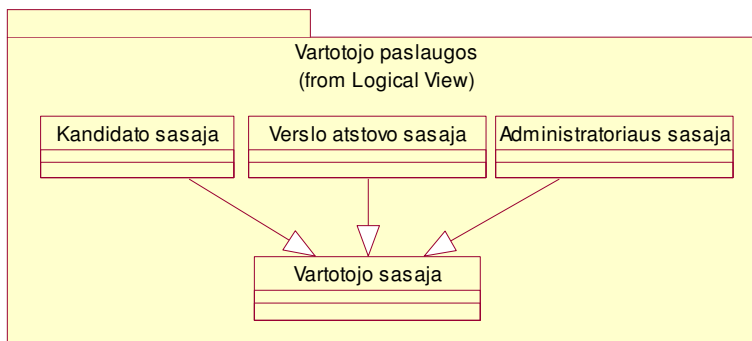 Vartotojo paslaugos
(from Logical View)
Kandidato sasaja
Verslo atstovo sasaja
Administratoriaus sasaja
Vartotojo sasaja